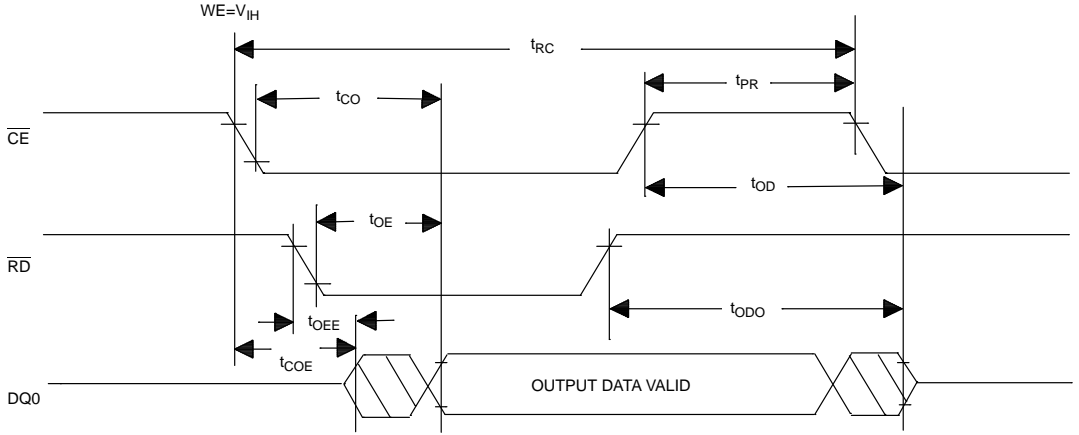 WE=VIH
tRC
tPR
tCO
CE
tOD
tOE
RD
tODO
tOEE
tCOE
DQ0
OUTPUT DATA VALID